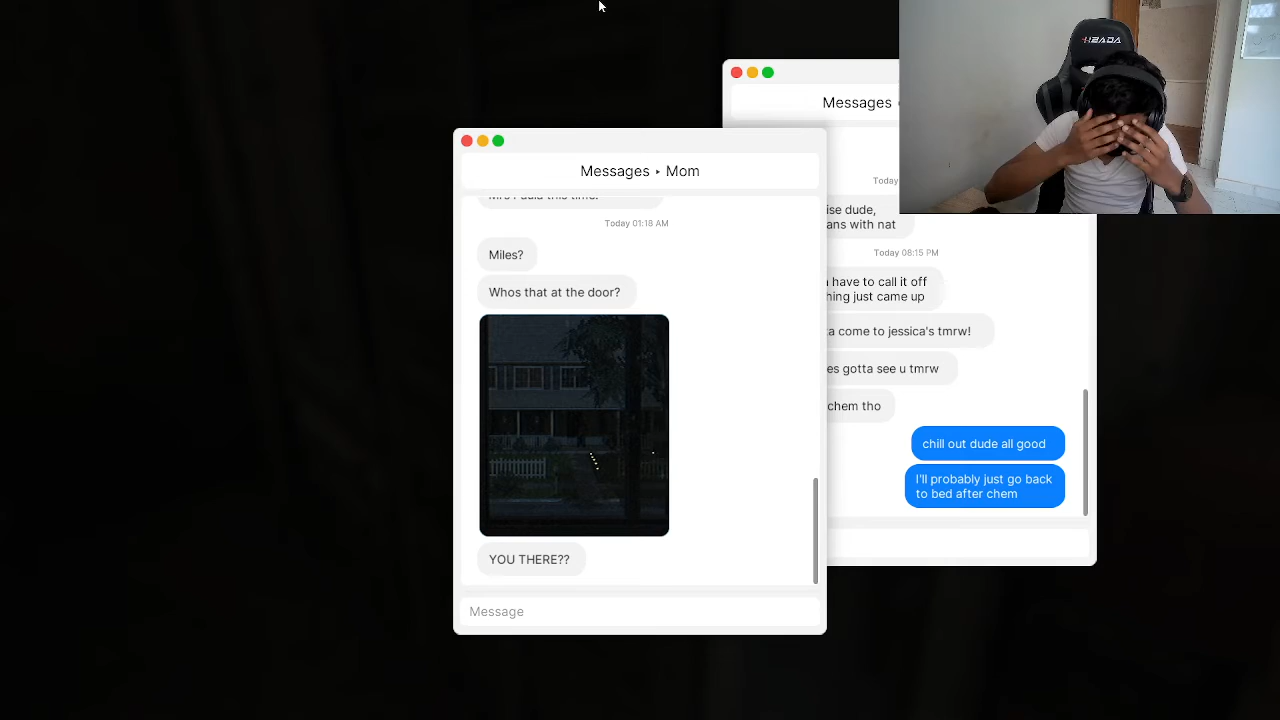 Messages ‣ Mom
Today 01:18 AM
Miles?
Whos that at the door?
YOU THERE??
Message
Messages
Today
ise dude,
ans with nat
Today 08:15 PM
have to call it off
hing just came up
a come to jessica's tmrw!
es gotta see u tmrw
chem tho
chill out dude all good
I'll probably just go back
to bed after chem
HEADA